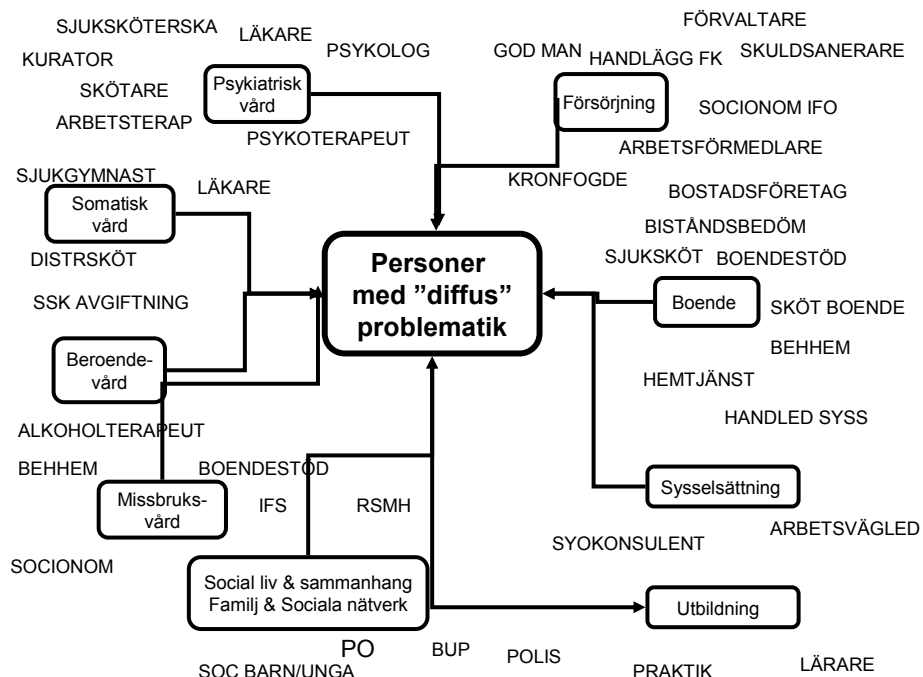 FÖRVALTARE
SJUKSKÖTERSKA
LÄKARE
PSYKOLOG
GOD MAN
HANDLÄGG FK
SKULDSANERARE
KURATOR
SKÖTARE
Psykiatrisk
vård
Försörjning
SOCIONOM IFO
ARBETSTERAP
PSYKOTERAPEUT
ARBETSFÖRMEDLARE
SJUKGYMNAST
LÄKARE
KRONFOGDE
BOSTADSFÖRETAG
Somatisk
vård
BISTÅNDSBEDÖM
DISTRSKÖT
Personer
med ”diffus”
problematik
SJUKSKÖT
BOENDESTÖD
SSK AVGIFTNING
Boende
SKÖT BOENDE
Beroende-
vård
BEHHEM
HEMTJÄNST
HANDLED SYSS
ALKOHOLTERAPEUT
BEHHEM
BOENDESTÖD
Missbruks-
vård
IFS
RSMH
Sysselsättning
ARBETSVÄGLED
SYOKONSULENT
SOCIONOM
Social liv & sammanhang
Familj & Sociala nätverk
Utbildning
PO
BUP
POLIS
SOC BARN/UNGA
PRAKTIK
LÄRARE